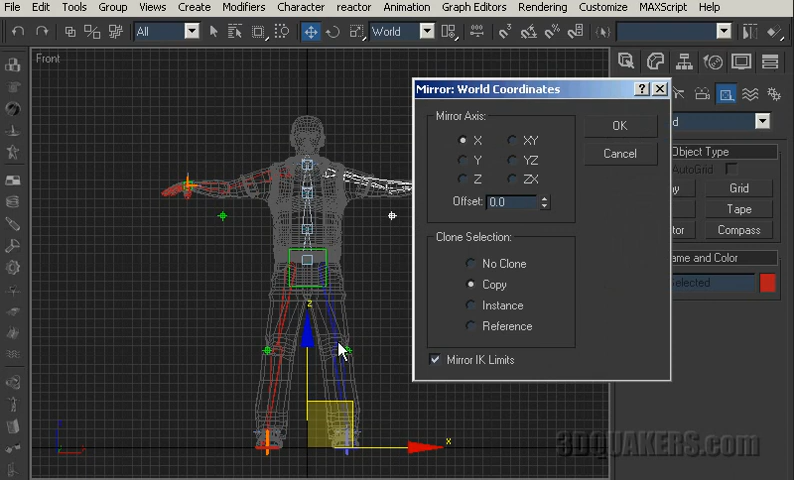 File Edit Tools Group Views Create Modifiers Character reactor Animation Graph Editors Rendering Customize MAXScript Help
All World
Front
Mirror: World Coordinates
Mirror Axis:
X XY
Y YZ
Z ZX
Offset: 0.0
OK
Cancel
Clone Selection:
No Clone
Copy
Instance
Reference
Mirror IK Limits
Object Type
AutoGrid
Grid
Tape
Compass
ame and Color
elected
z
x
y
3DQUAKERS.com